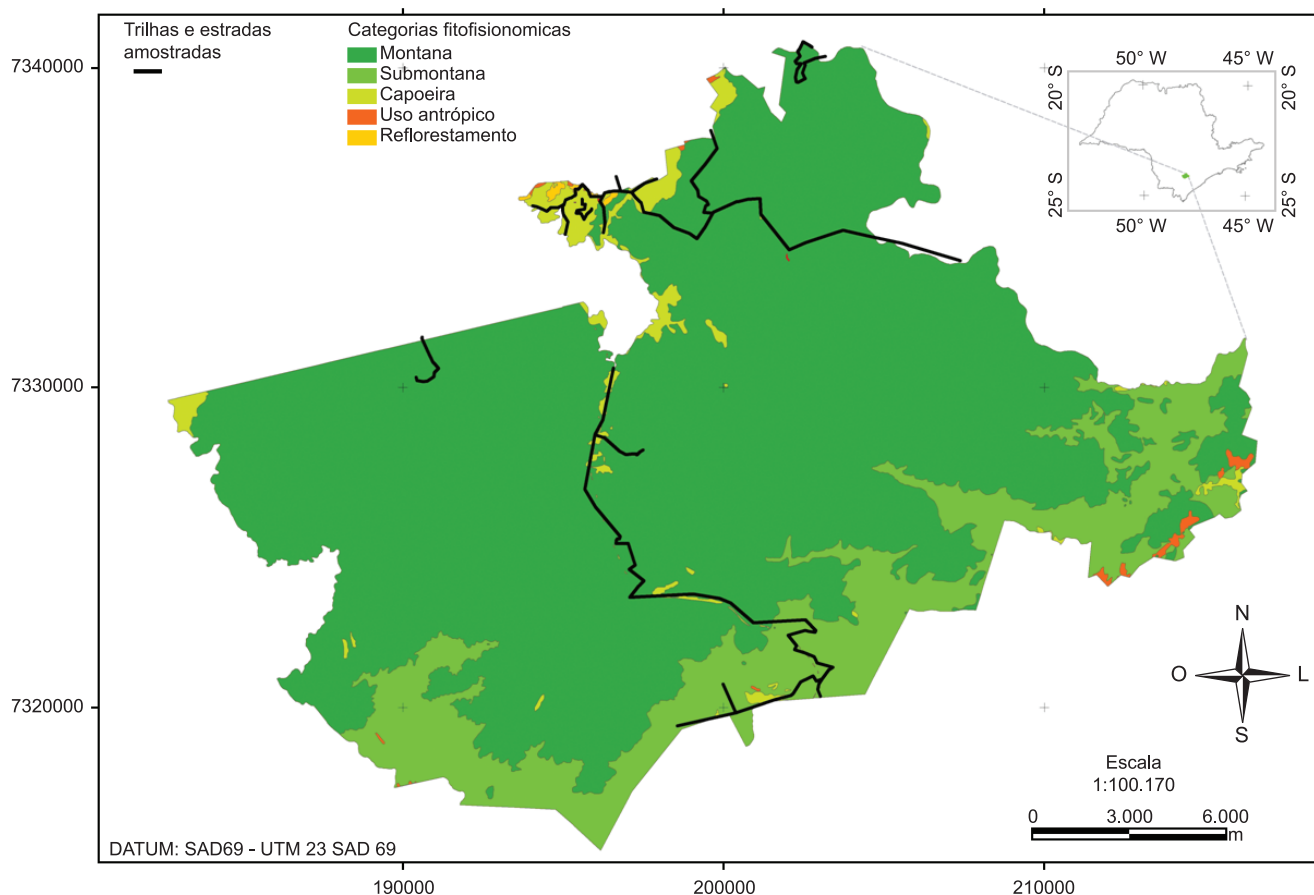 Trilhas e estradas
amostradas
Categorias fitofisionomicas
Montana
Submontana
Capoeira
Uso antrópico
Reflorestamento
7340000
7330000
7320000
50° W
45° W
20° S
20° S
25° S
25° S
50° W
45° W
N
O
L
S
Escala
1:100.170
0
3.000
6.000
m
DATUM: SAD69 - UTM 23 SAD 69
190000
200000
210000